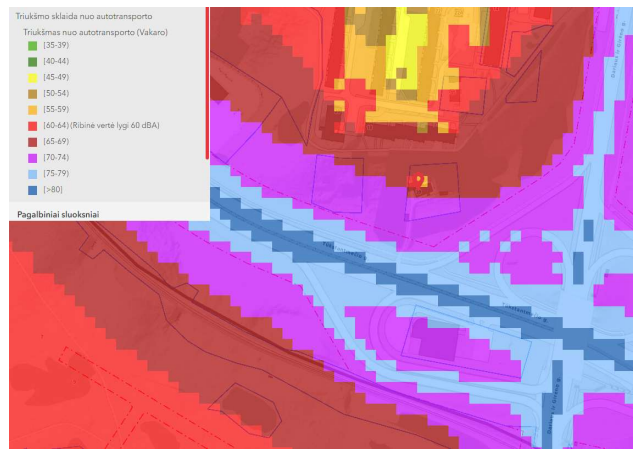 Triukšmo sklaida nuo autotransporto
Triukšmas nuo autotransporto (Vakaro)
[35-39)
[40-44)
[45-49)
[50-54)
[55-59)
[60-64)(Ribinė vertė lygi 60 dBA)
[65-69)
[70-74)
[75-79)
[>80]
Pagalbiniai sluoksniai